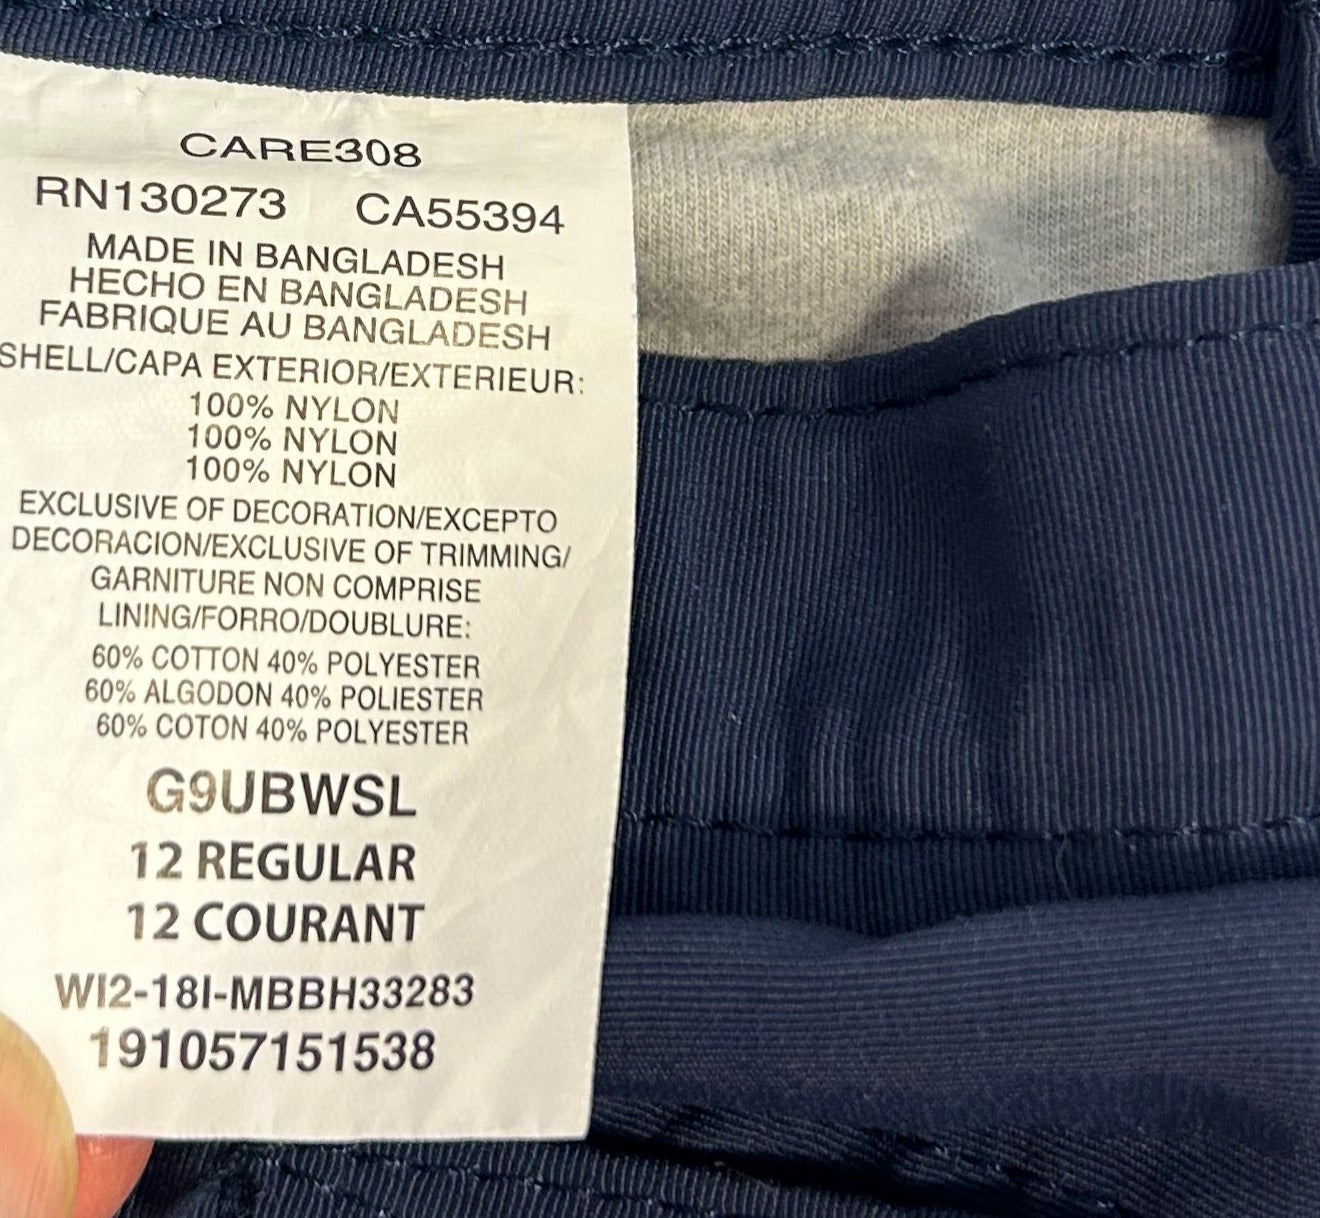 CARE308
RN130273 CA55394
MADE IN BANGLADESH
HECHO EN BANGLADESH
FABRIQUE AU BANGLADESH
SHELL/CAPA EXTERIOR/EXTERIEUR:
100% NYLON
100% NYLON
100% NYLON
EXCLUSIVE OF DECORATION/EXCEPTO
DECORACION/EXCLUSIVE OF TRIMMING/
GARNITURE NON COMPRISE
LINING/FORRO/DOUBLURE:
60% COTTON 40% POLYESTER
60% ALGODON 40% POLIESTER
60% COTON 40% POLYESTER
G9UBWSL
12 REGULAR
12 COURANT
WI2-18I-MBBH33283
191057151538